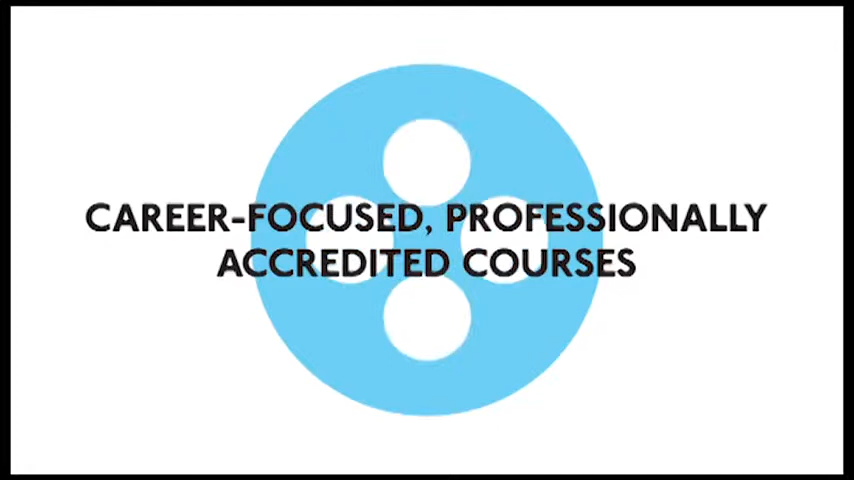 CAREER-FOCUSED, PROFESSIONALLY
ACCREDITED COURSES